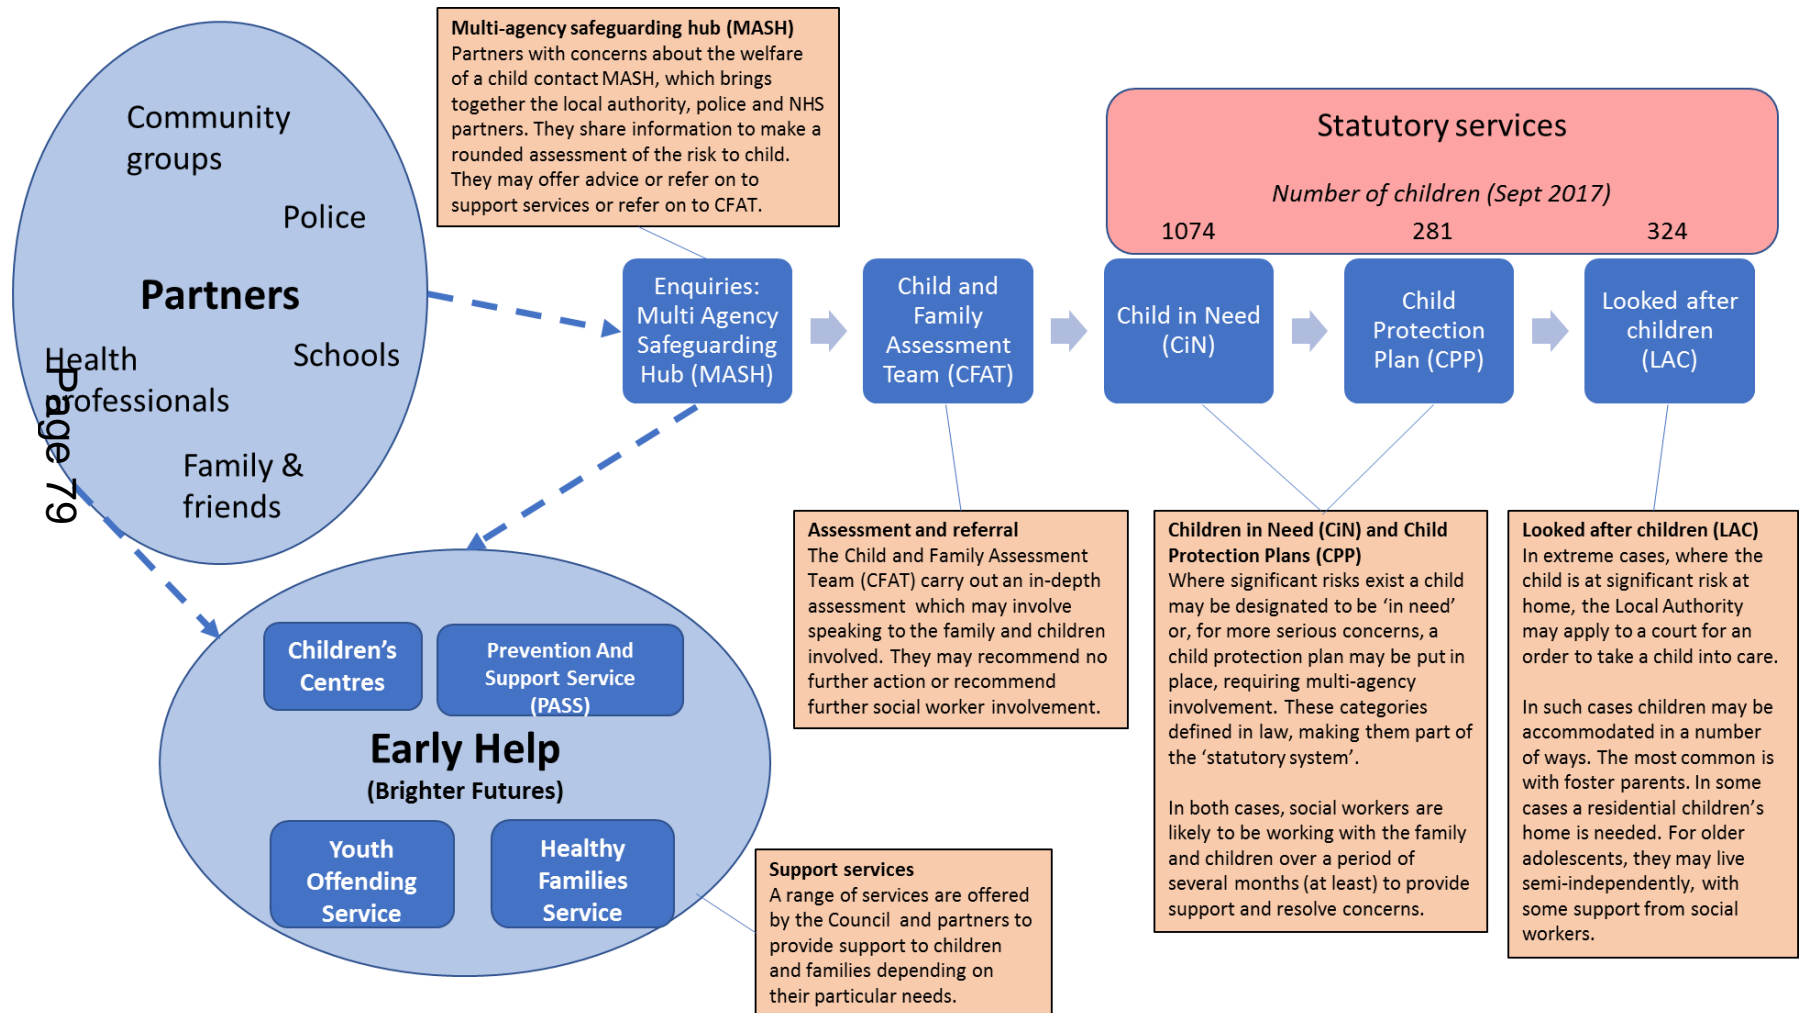 Multi-agency safeguarding hub (MASH)
Partners with concerns about the welfare
of a child contact MASH, which brings
together the local authority, police and NHS
partners. They share information to make a
rounded assessment of the risk to child.
They may offer advice or refer on to
support services or refer on to CFAT.
Community
groups
Police
Partners
Health
professionals
Schools
Family &
friends
Page 79
Statutory services
Number of children (Sept 2017)
1074 281 324
Enquiries:
Multi Agency
Safeguarding
Hub (MASH)
Child and
Family
Assessment
Team (CFAT)
Child in Need
(CiN)
Child
Protection
Plan (CPP)
Looked after
children
(LAC)
Assessment and referral
The Child and Family Assessment
Team (CFAT) carry out an in-depth
assessment which may involve
speaking to the family and children
involved. They may recommend no
further action or recommend
further social worker involvement.
Children in Need (CiN) and Child
Protection Plans (CPP)
Where significant risks exist a child
may be designated to be ‘in need’
or, for more serious concerns, a
child protection plan may be put in
place, requiring multi-agency
involvement. These categories
defined in law, making them part of
the ‘statutory system’.
In both cases, social workers are
likely to be working with the family
and children over a period of
several months (at least) to provide
support and resolve concerns.
Looked after children (LAC)
In extreme cases, where the
child is at significant risk at
home, the Local Authority
may apply to a court for an
order to take a child into care.
In such cases children may be
accommodated in a number
of ways. The most common is
with foster parents. In some
cases a residential children’s
home is needed. For older
adolescents, they may live
semi-independently, with
some support from social
workers.
Children’s
Centres
Prevention And
Support Service
(PASS)
Early Help
(Brighter Futures)
Youth
Offending
Service
Healthy
Families
Service
Support services
A range of services are offered
by the Council and partners to
provide support to children
and families depending on
their particular needs.